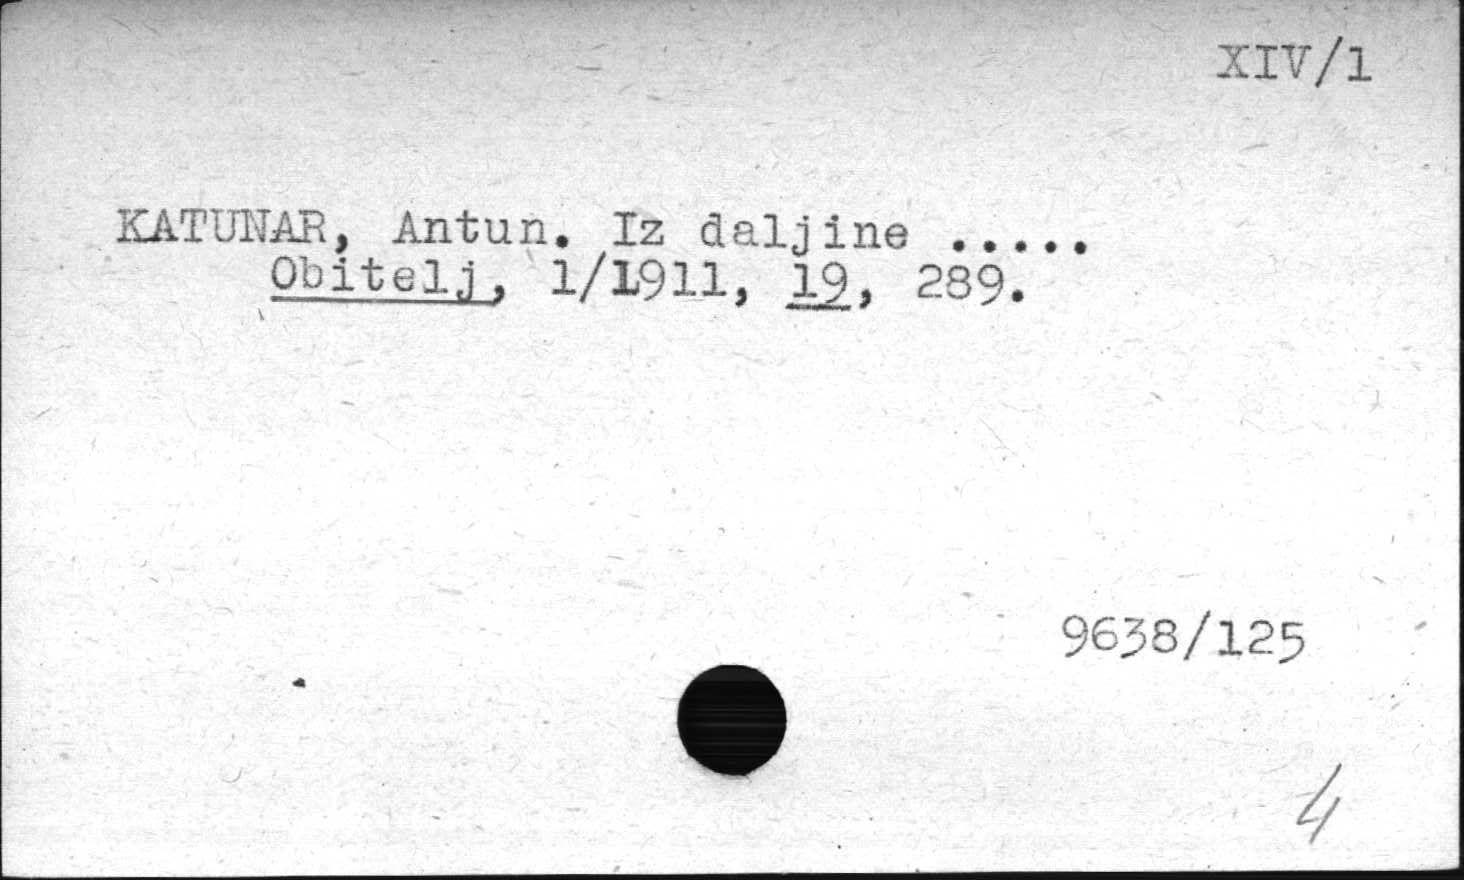 XIV/1
KATUNAR, Antun. Iz daljine .....
Obitelj, 1/1911, 19, 289.
9638/125
4